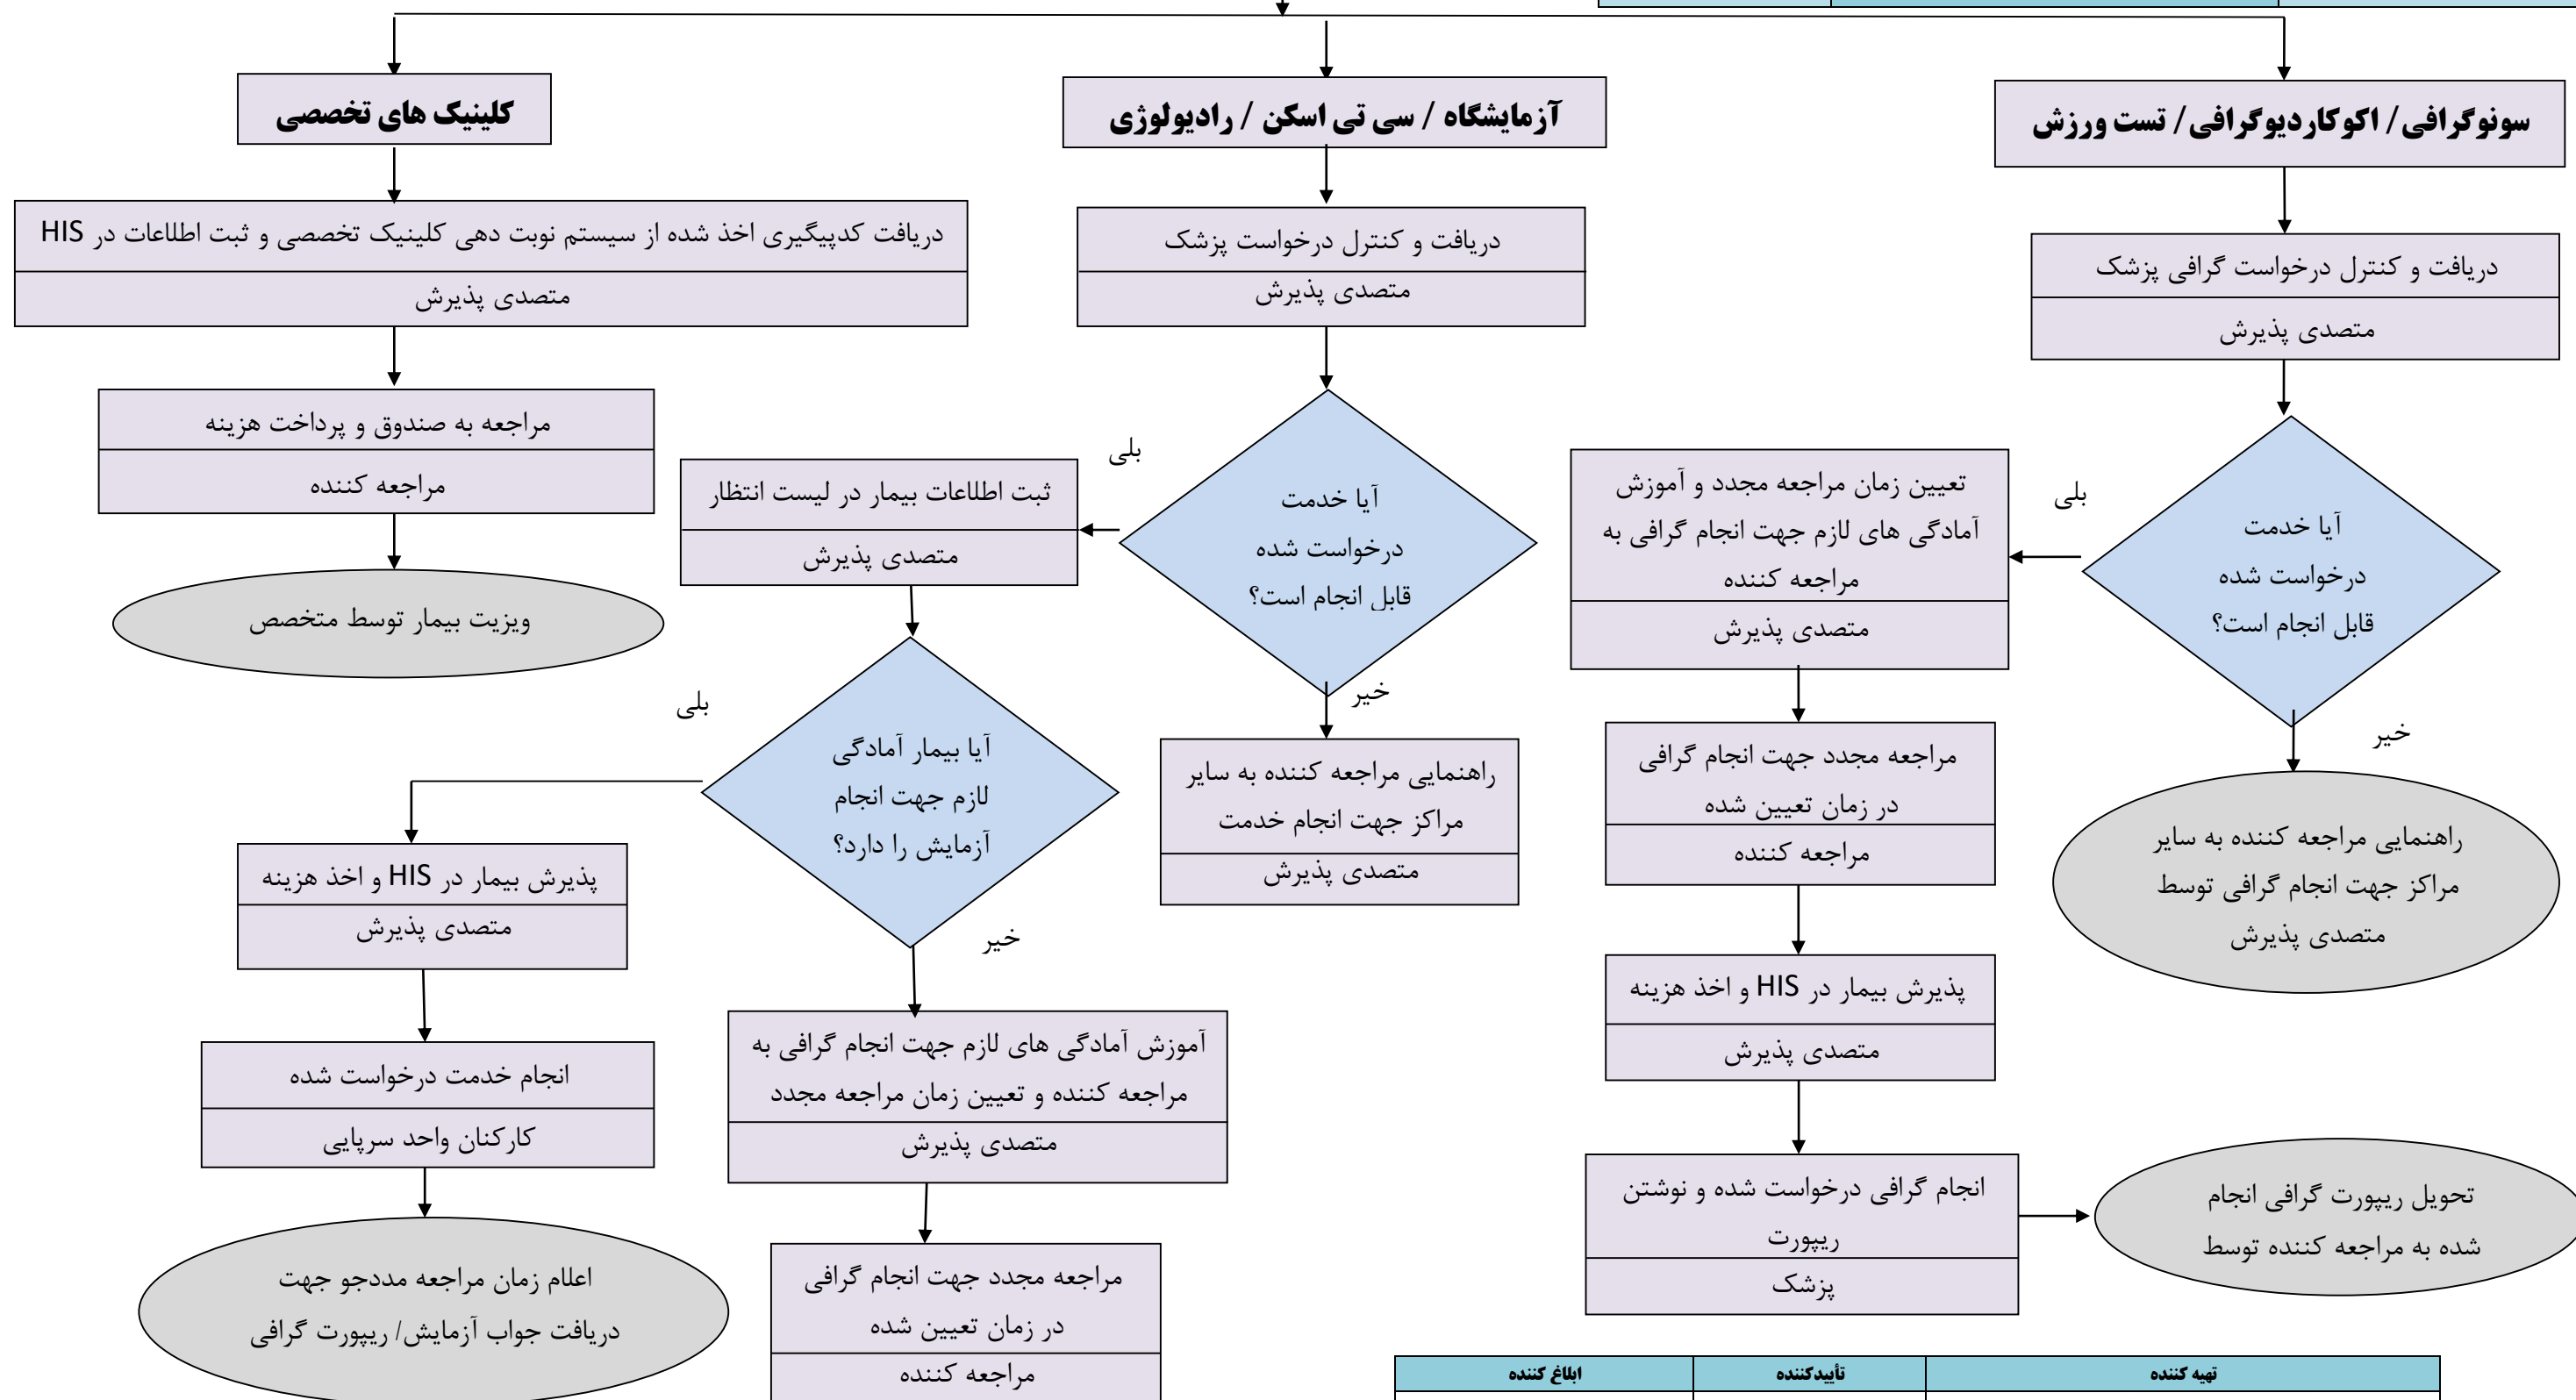 سونوگرافی/ اکوکاردیوگرافی/ تست ورزش
دریافت و کنترل درخواست گرافی پزشک
متصدی پذیرش
آیا خدمت
درخواست شده
قابل انجام است؟
بلی
خیر
تعیین زمان مراجعه مجدد و آموزش
آمادگی های لازم جهت انجام گرافی به
مراجعه کننده
متصدی پذیرش
مراجعه مجدد جهت انجام گرافی
در زمان تعیین شده
مراجعه کننده
پذیرش بیمار در HIS و اخذ هزینه
متصدی پذیرش
انجام گرافی درخواست شده و نوشتن
ریپورت
پزشک
تحویل ریپورت گرافی انجام
شده به مراجعه کننده توسط
راهنمایی مراجعه کننده به سایر
مراکز جهت انجام گرافی توسط
متصدی پذیرش
آزمایشگاه / سی تی اسکن / رادیولوژی
دریافت و کنترل درخواست پزشک
متصدی پذیرش
آیا خدمت
درخواست شده
قابل انجام است؟
بلی
خیر
راهنمایی مراجعه کننده به سایر
مراکز جهت انجام خدمت
متصدی پذیرش
ثبت اطلاعات بیمار در لیست انتظار
متصدی پذیرش
آیا بیمار آمادگی
لازم جهت انجام
آزمایش را دارد؟
بلی
خیر
آموزش آمادگی های لازم جهت انجام گرافی به
مراجعه کننده و تعیین زمان مراجعه مجدد
متصدی پذیرش
مراجعه مجدد جهت انجام گرافی
در زمان تعیین شده
مراجعه کننده
پذیرش بیمار در HIS و اخذ هزینه
متصدی پذیرش
انجام خدمت درخواست شده
کارکنان واحد سرپایی
اعلام زمان مراجعه مددجو جهت
دریافت جواب آزمایش/ ریپورت گرافی
کلینیک های تخصصی
دریافت کدپیگیری اخذ شده از سیستم نوبت دهی کلینیک تخصصی و ثبت اطلاعات در HIS
متصدی پذیرش
مراجعه به صندوق و پرداخت هزینه
مراجعه کننده
ویزیت بیمار توسط متخصص
تهیه کننده
تأییدکننده
ابلاغ کننده